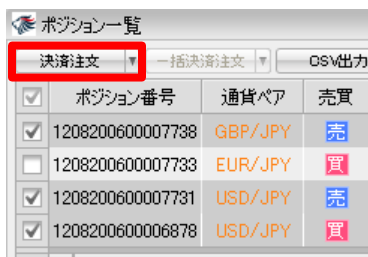 ポジション一覧
決済注文 ▼ 一括決済注文 ▼ CSV出力
ポジション番号 通貨ペア 売買
1208200600007738 GBP/JPY 売
1208200600007733 EUR/JPY 買
1208200600007731 USD/JPY 売
1208200600006878 USD/JPY 買